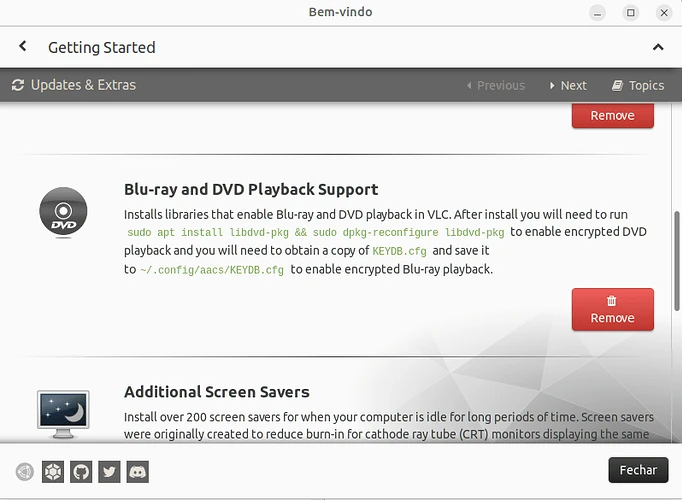 Bem-vindo
Getting Started
Updates & Extras
Previous
Next
Topics
Remove
Blu-ray and DVD Playback Support
Installs libraries that enable Blu-ray and DVD playback in VLC. After install you will need to run
sudo apt install libdvd-pkg && sudo dpkg-reconfigure libdvd-pkg to enable encrypted DVD
playback and you will need to obtain a copy of KEYDB.cfg and save it
to ~/.config/aacs/KEYDB.cfg to enable encrypted Blu-ray playback.
DVD
Remove
Additional Screen Savers
Install over 200 screen savers for when your computer is idle for long periods of time. Screen savers
were originally created to reduce burn-in for cathode ray tube (CRT) monitors displaying the same
Fechar